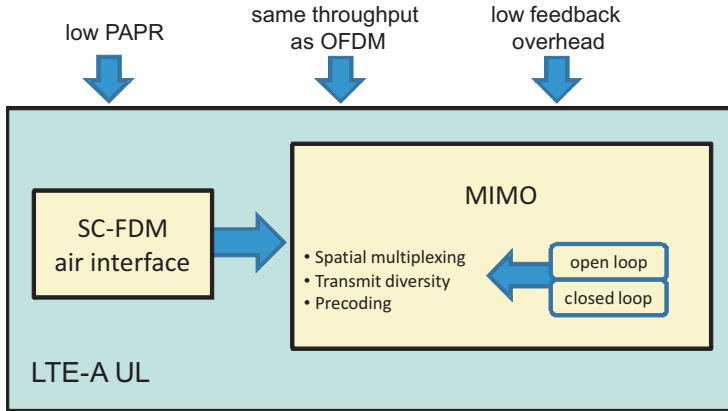 low PAPR
same throughput
as OFDM
low feedback
overhead
SC-FDM
air interface
MIMO
• Spatial multiplexing
• Transmit diversity
• Precoding
open loop
closed loop
LTE-A UL